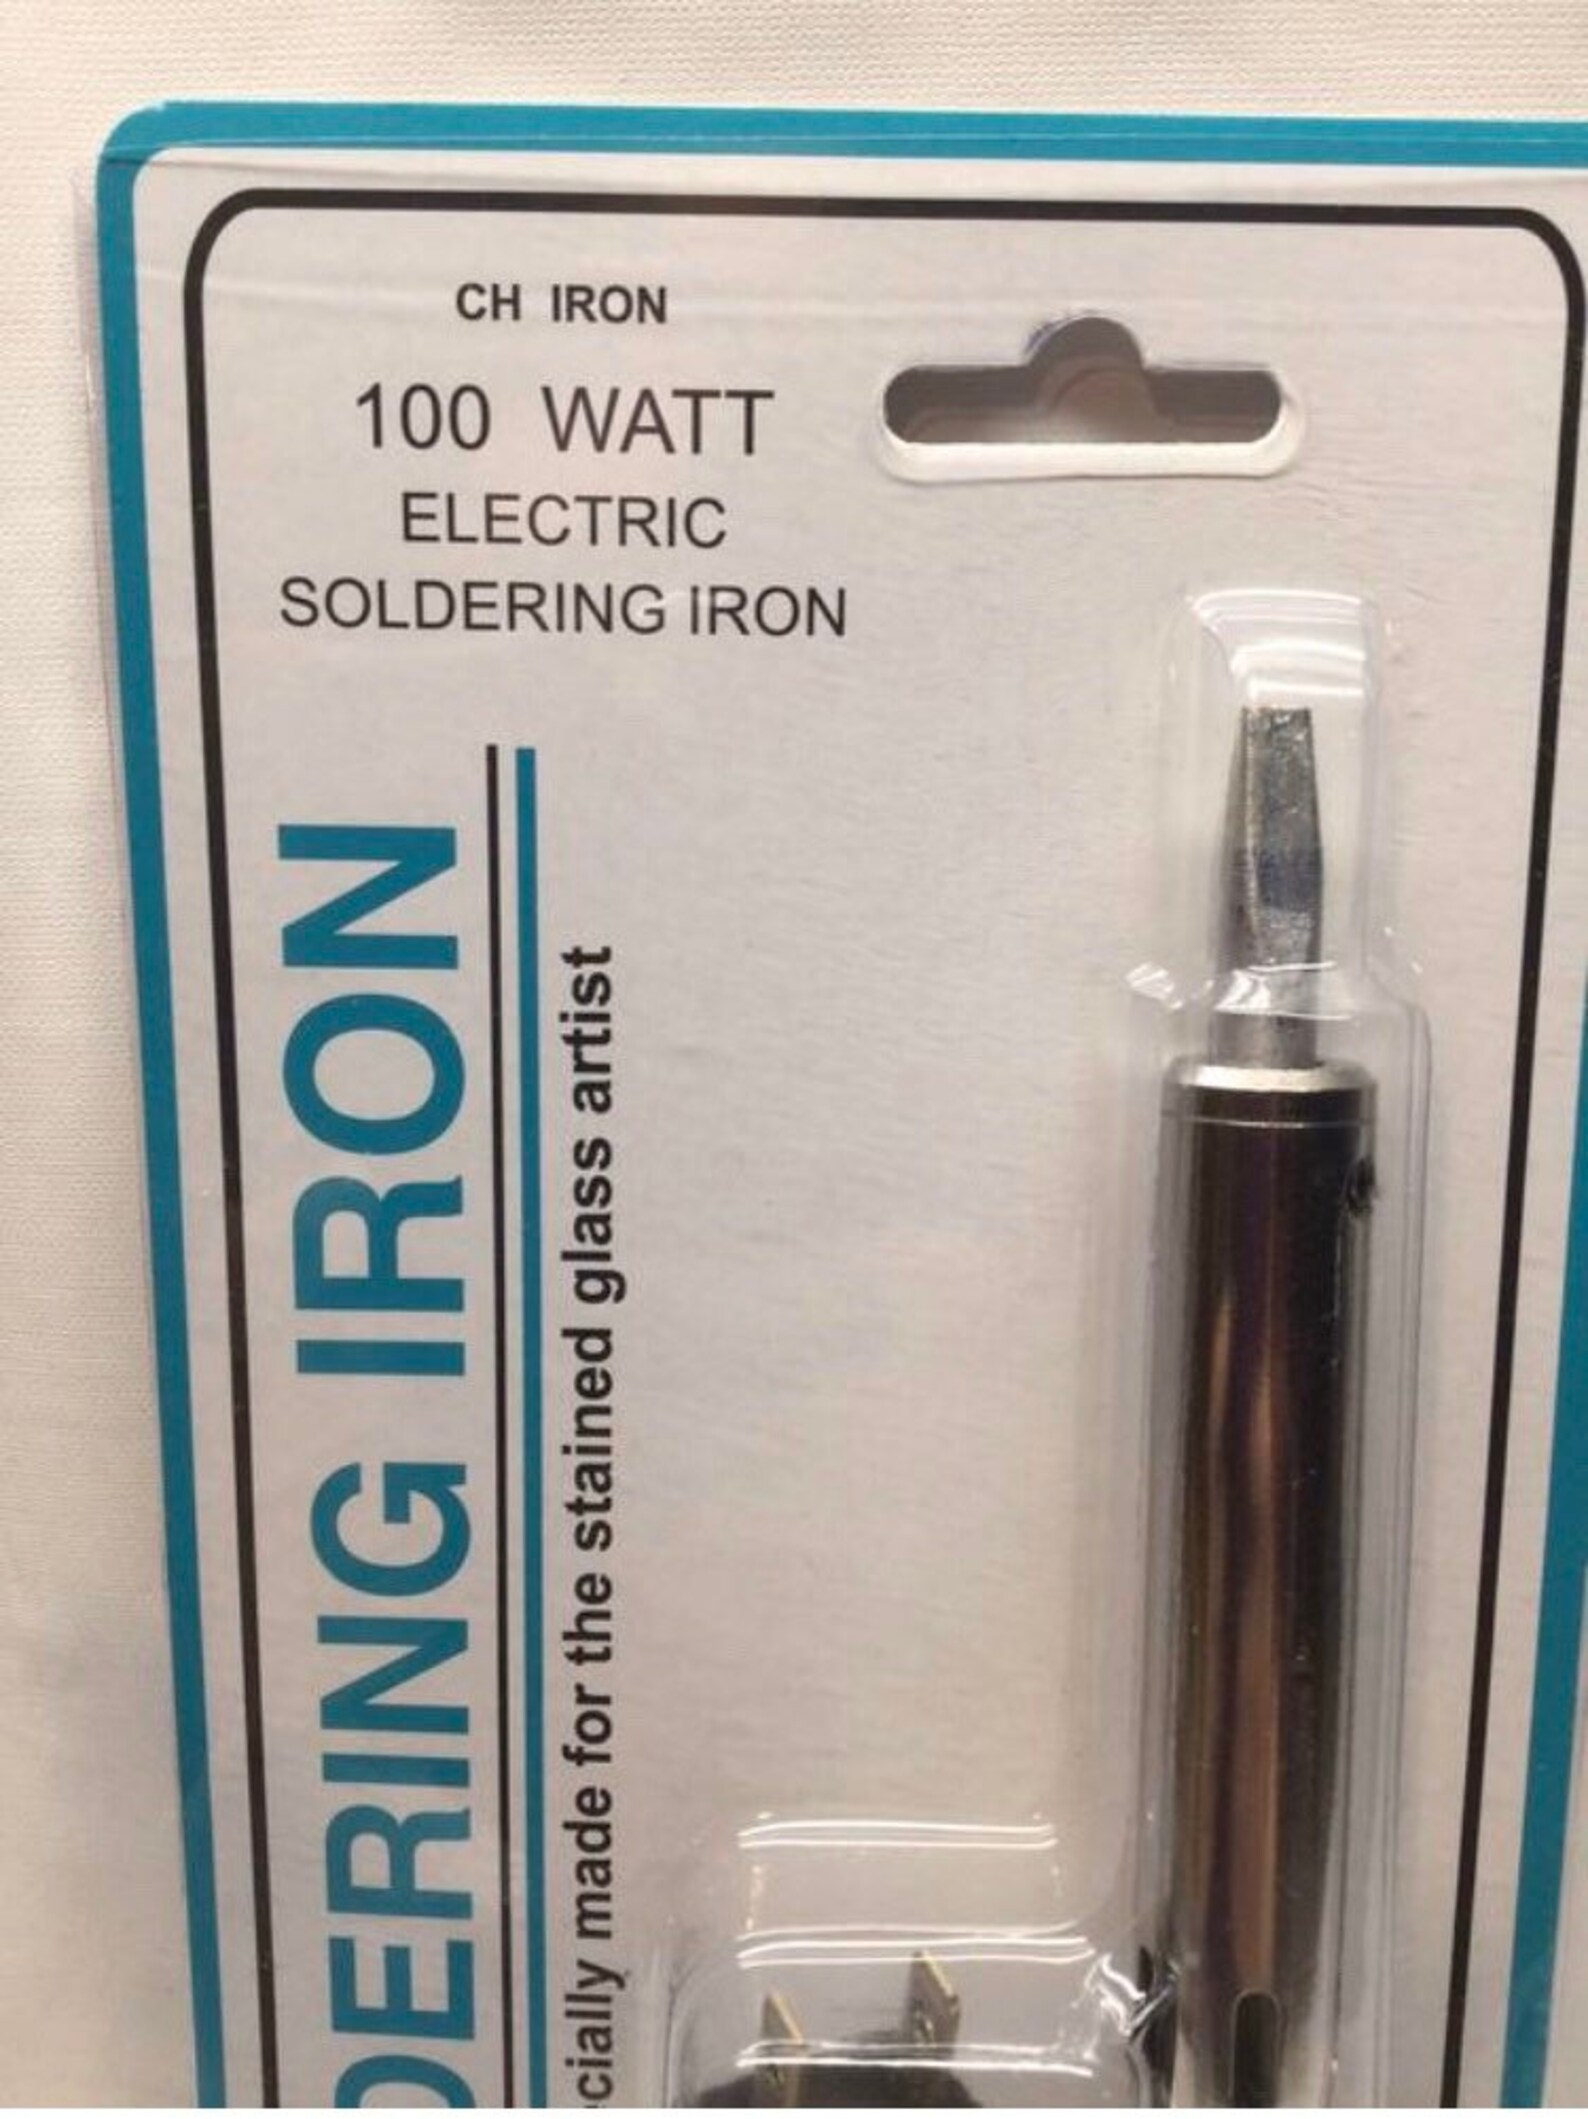 CH IRON
100 WATT
ELECTRIC
SOLDERING IRON
DERING IRON
cially made for the stained glass artist